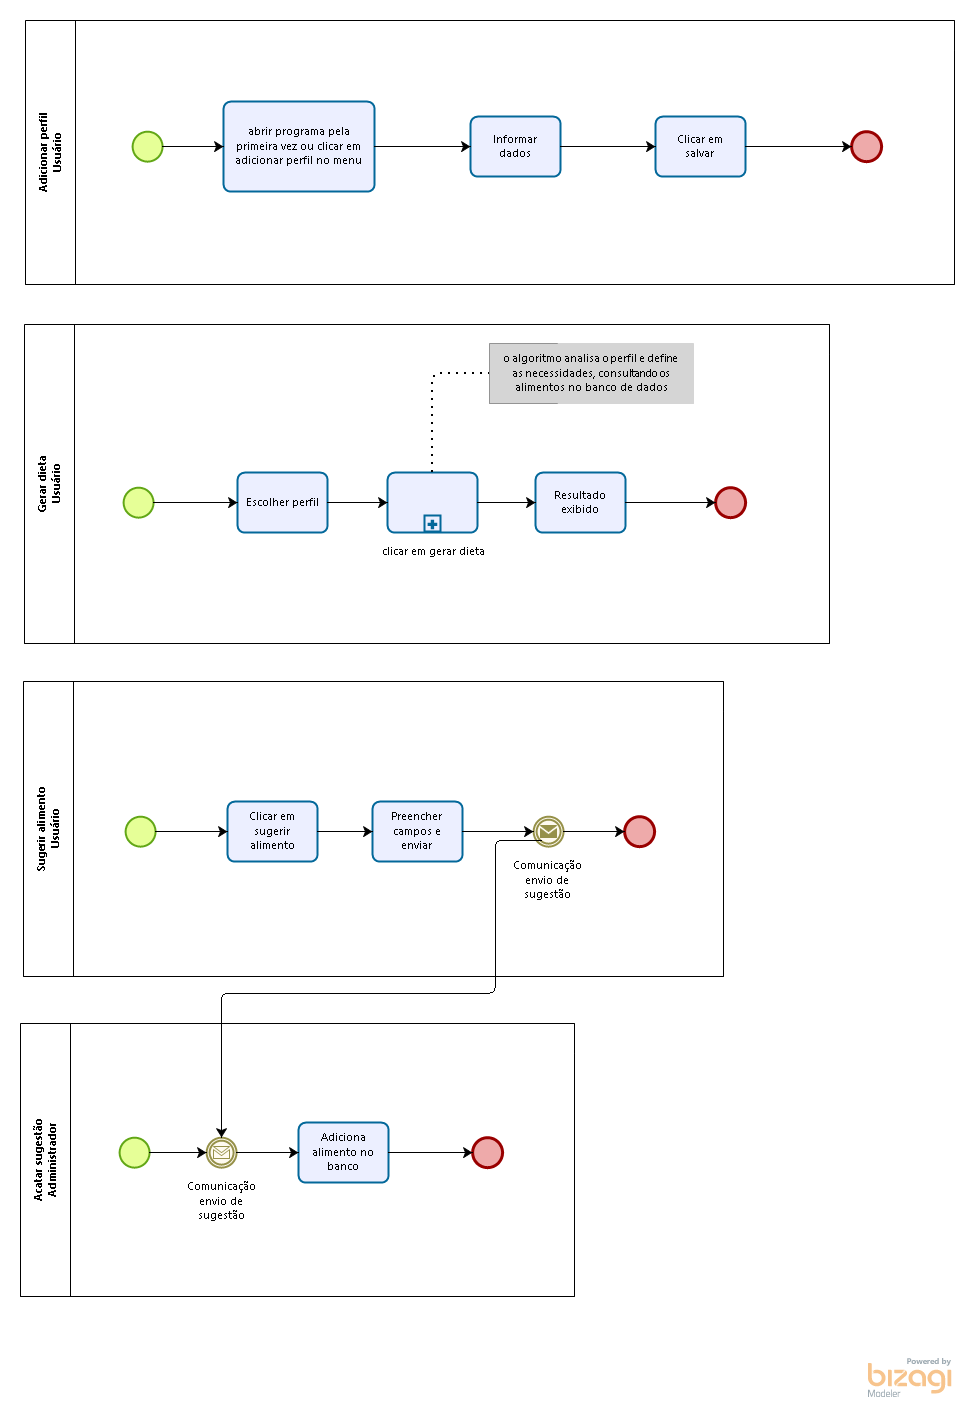 Adicionar perfil
Usuário
abrir programa pela
primeira vez ou clicar em
adicionar perfil no menu
Informar
dados
Clicar em
salvar
Gerar dieta
Usuário
o algoritmo analisa o perfil e define
as necessidades, consultando os
alimentos no banco de dados
Escolher perfil
clicar em gerar dieta
Resultado
exibido
Sugerir alimento
Usuário
Clicar em
sugerir
alimento
Preencher
campos e
enviar
Comunicação
envio de
sugestão
Acatar sugestão
Administrador
Comunicação
envio de
sugestão
Adiciona
alimento no
banco
Powered by
bizagi
Modeler